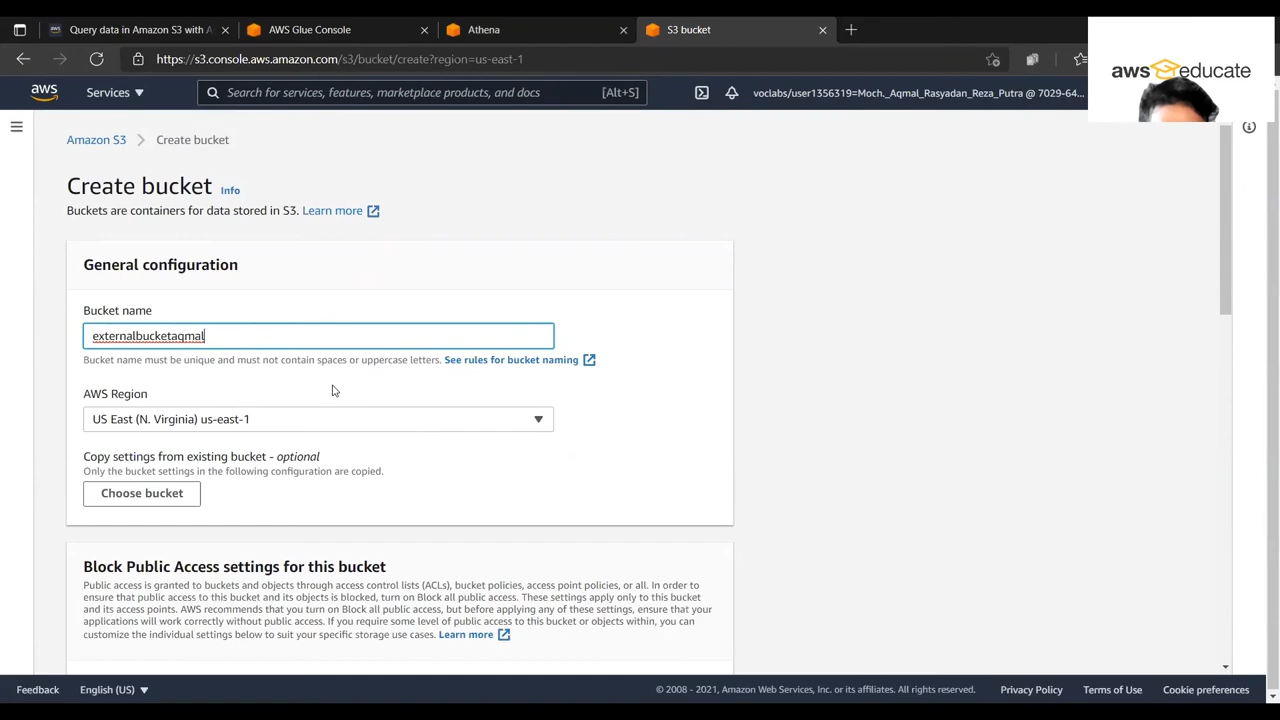 Query data in Amazon S3 with A
AWS Glue Console
Athena
S3 bucket
https://s3.console.aws.amazon.com/s3/bucket/create?region=us-east-1
aws educate
aws
Services
Search for services, features, marketplace products, and docs
[Alt+S]
voclabs/user1356319=Moch._Aqmal_Rasyadan_Reza_Putra @ 7029-64...
Amazon S3
Create bucket
Create bucket Info
Buckets are containers for data stored in S3. Learn more
General configuration
Bucket name
externalbucketaqmal
Bucket name must be unique and must not contain spaces or uppercase letters. See rules for bucket naming
AWS Region
US East (N. Virginia) us-east-1
Copy settings from existing bucket - optional
Only the bucket settings in the following configuration are copied.
Choose bucket
Block Public Access settings for this bucket
Public access is granted to buckets and objects through access control lists (ACLs), bucket policies, access point policies, or all. In order to
ensure that public access to this bucket and its objects is blocked, turn on Block all public access. These settings apply only to this bucket
and its access points. AWS recommends that you turn on Block all public access, but before applying any of these settings, ensure that your
applications will work correctly without public access. If you require some level of public access to this bucket or objects within, you can
customize the individual settings below to suit your specific storage use cases. Learn more
Feedback
English (US)
© 2008 - 2021, Amazon Web Services, Inc. or its affiliates. All rights reserved.
Privacy Policy
Terms of Use
Cookie preferences